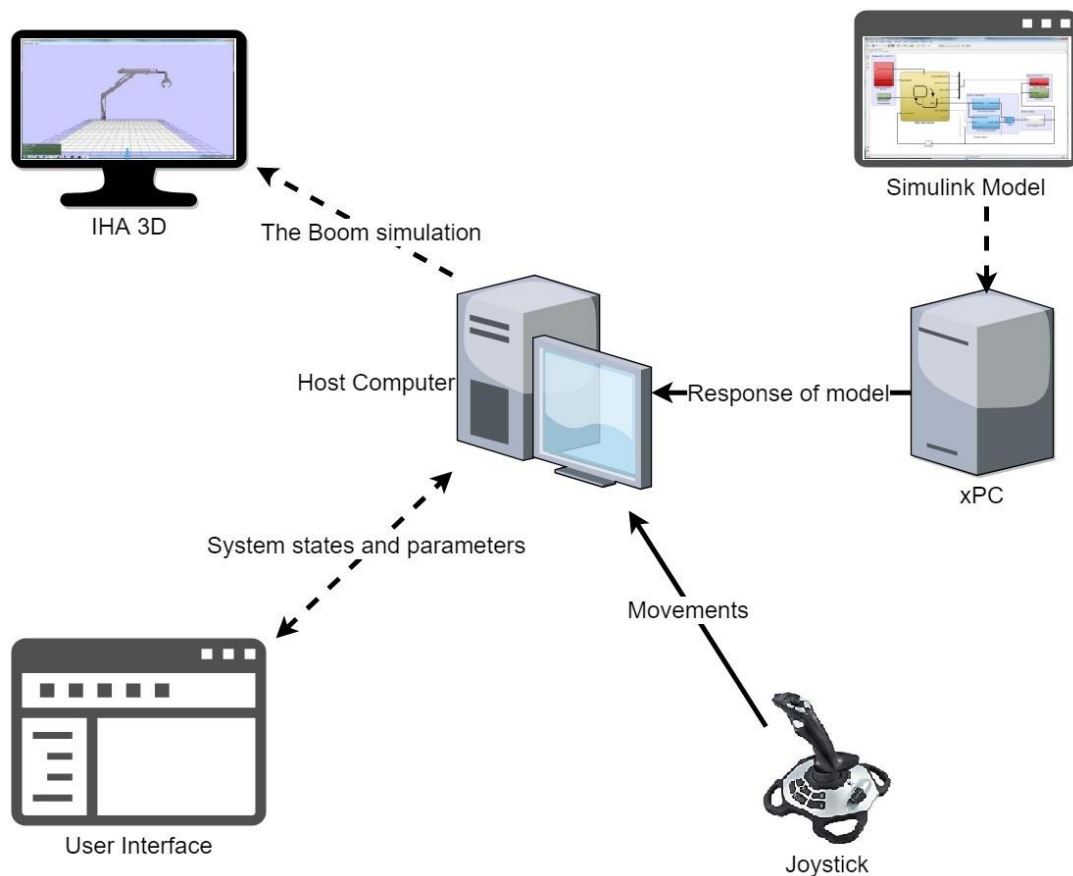 IHA 3D
Simulink Model
The Boom simulation
Host Computer
Response of model
xPC
System states and parameters
Movements
User Interface
Joystick